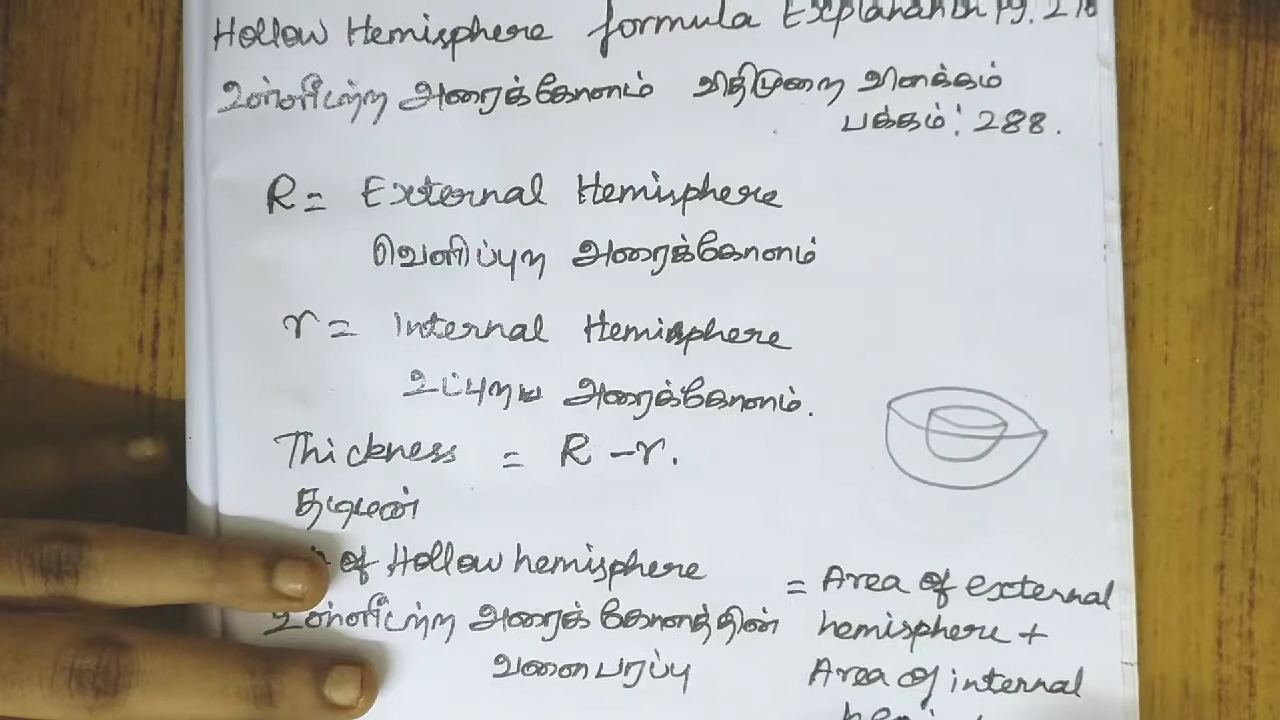 Hollow Hemisphere formula Explanation Pg. 278
உள்ளீடற்ற அரைக்கோளம் விதிமுறை விளக்கம்
பக்கம்: 288.
R = External Hemisphere
வெளிப்புற அரைக்கோளம்
r = Internal Hemisphere
உட்புற அரைக்கோளம்.
Thickness = R - r.
தடிமன்
of Hollow hemisphere
= Area of external
உள்ளீடற்ற அரைக் கோளத்தின்
hemisphere +
வளைபரப்பு
Area of internal